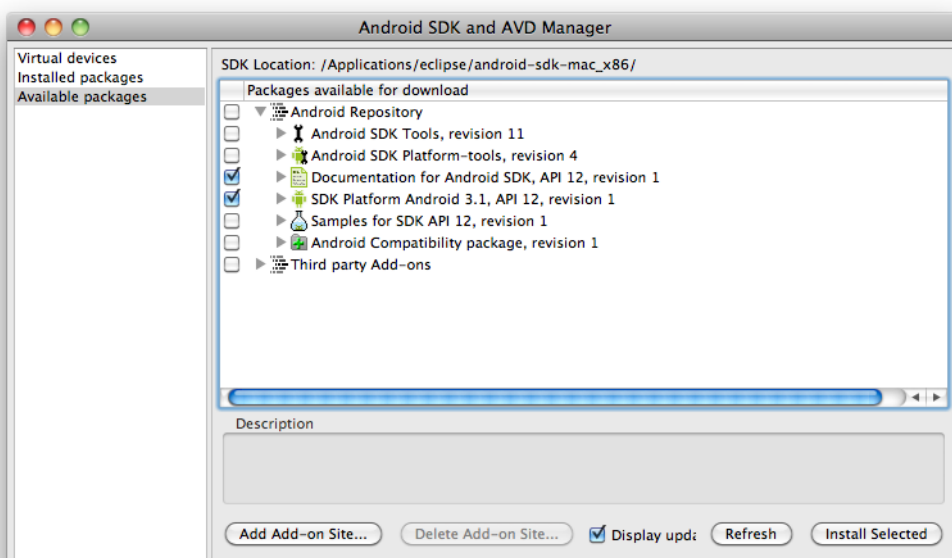 Android SDK and AVD Manager
Virtual devices
Installed packages
Available packages
SDK Location: /Applications/eclipse/android-sdk-mac_x86/
Packages available for download
Android Repository
Android SDK Tools, revision 11
Android SDK Platform-tools, revision 4
Documentation for Android SDK, API 12, revision 1
SDK Platform Android 3.1, API 12, revision 1
Samples for SDK API 12, revision 1
Android Compatibility package, revision 1
Third party Add-ons
Description
Add Add-on Site... Delete Add-on Site... Display upda Refresh Install Selected